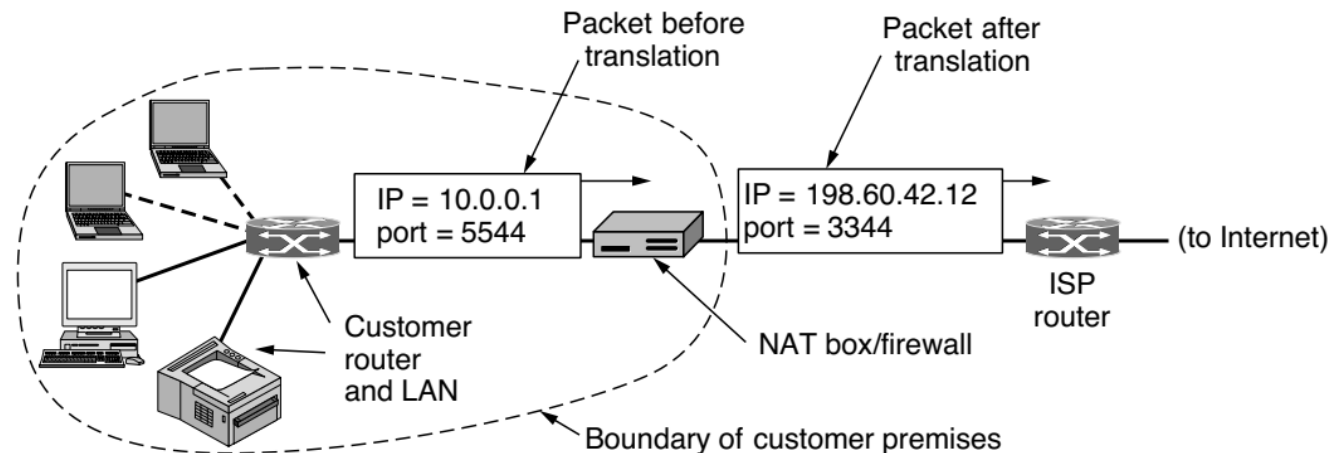 Packet before
translation
Packet after
translation
IP = 10.0.0.1
port = 5544
IP = 198.60.42.12
port = 3344
(to Internet)
ISP
router
Customer
router
and LAN
NAT box/firewall
Boundary of customer premises